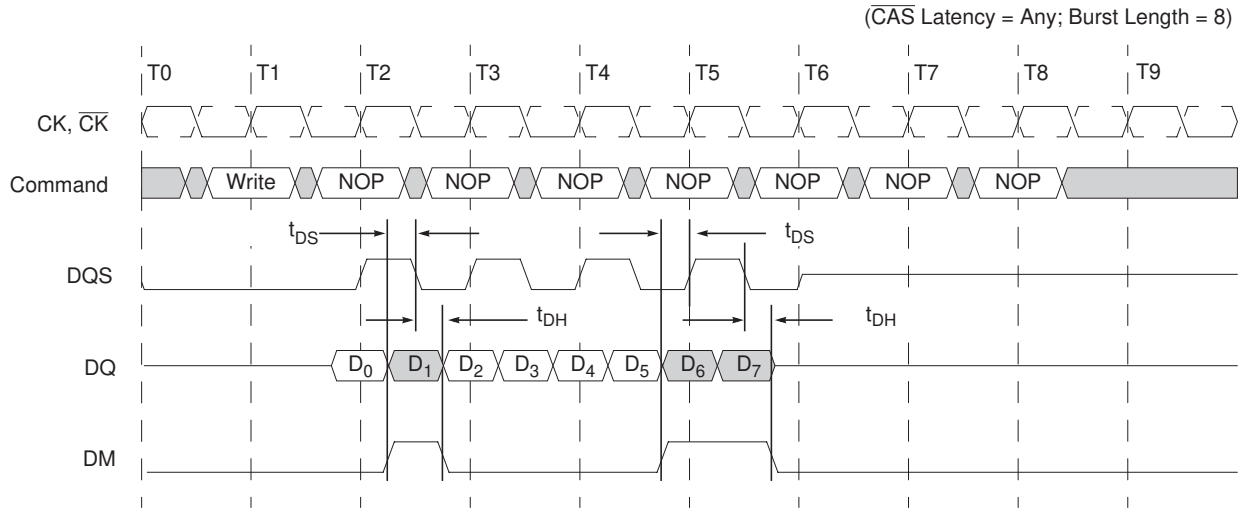 (CAS Latency = Any; Burst Length = 8)
T0 T1 T2 T3 T4 T5 T6 T7 T8 T9
CK, CK
Command Write NOP NOP NOP NOP NOP NOP NOP
tDS tDS
DQS
tDH tDH
DQ D0 D1 D2 D3 D4 D5 D6 D7
DM